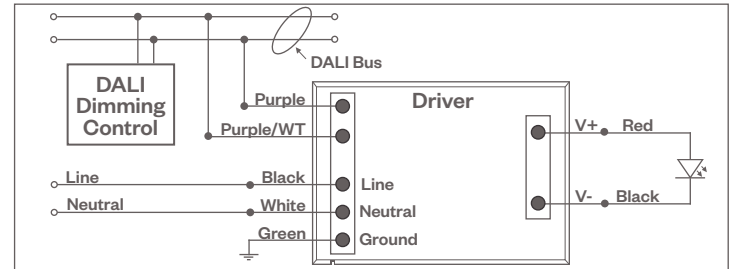 DALI Bus
DALI
Dimming
Control
Purple
Driver
Purple/WT
V+ Red
Line Black Line
Neutral White Neutral
V- Black
Green Ground